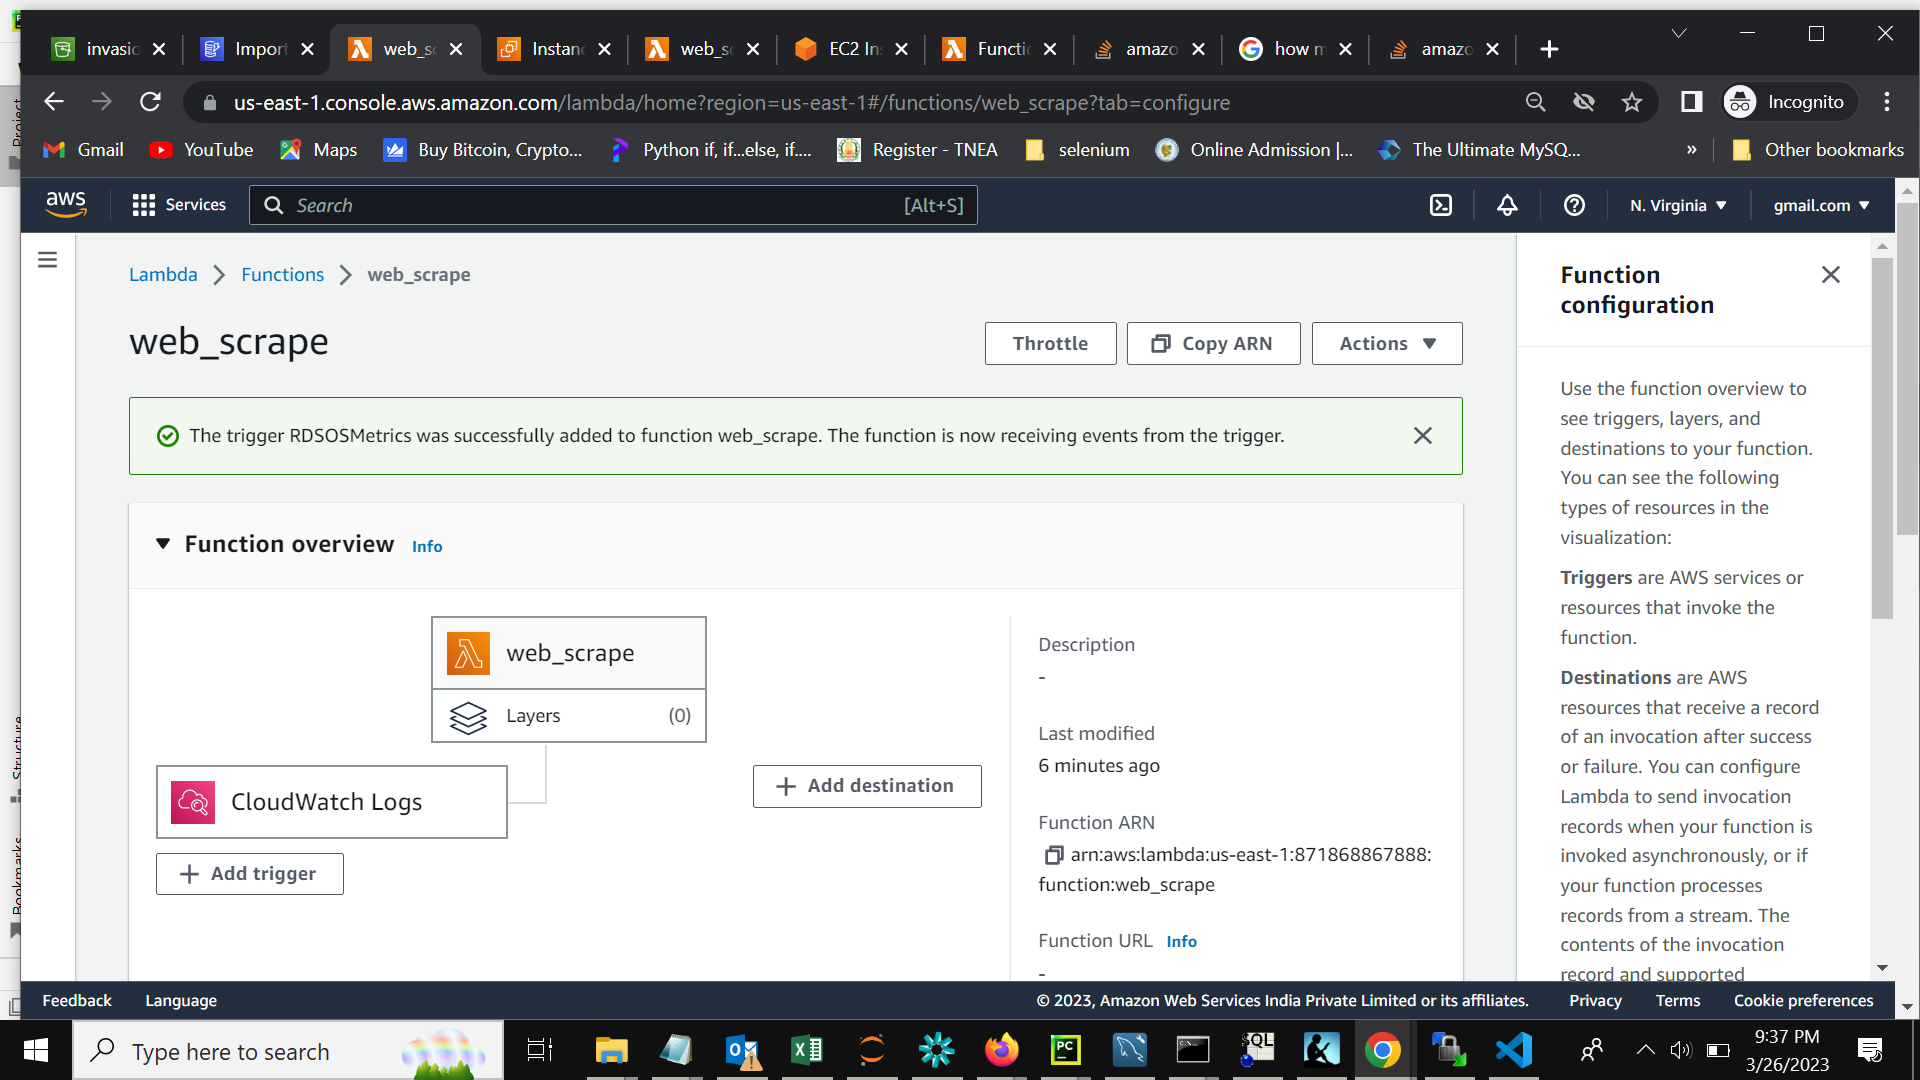 invasio
Import
web_sc
Instan
web_sc
EC2 In
Functi
amazo
how m
amazo
us-east-1.console.aws.amazon.com/lambda/home?region=us-east-1#/functions/web_scrape?tab=configure
Incognito
Gmail
YouTube
Maps
Buy Bitcoin, Crypto...
Python if, if...else, if....
Register - TNEA
selenium
Online Admission |...
The Ultimate MySQ...
»
Other bookmarks
aws
Services
Search
[Alt+S]
N. Virginia
gmail.com
Project
Structure
Bookmarks
Lambda
Functions
web_scrape
web_scrape
Throttle
Copy ARN
Actions
The trigger RDSOSMetrics was successfully added to function web_scrape. The function is now receiving events from the trigger.
Function overview
Info
web_scrape
Layers
(0)
CloudWatch Logs
Add trigger
Add destination
Description
-
Last modified
6 minutes ago
Function ARN
arn:aws:lambda:us-east-1:871868867888:
function:web_scrape
Function URL
Info
-
Function
configuration
Use the function overview to
see triggers, layers, and
destinations to your function.
You can see the following
types of resources in the
visualization:
Triggers are AWS services or
resources that invoke the
function.
Destinations are AWS
resources that receive a record
of an invocation after success
or failure. You can configure
Lambda to send invocation
records when your function is
invoked asynchronously, or if
your function processes
records from a stream. The
contents of the invocation
record and supported
Feedback
Language
© 2023, Amazon Web Services India Private Limited or its affiliates.
Privacy
Terms
Cookie preferences
Type here to search
PC
SQL
9:37 PM
3/26/2023